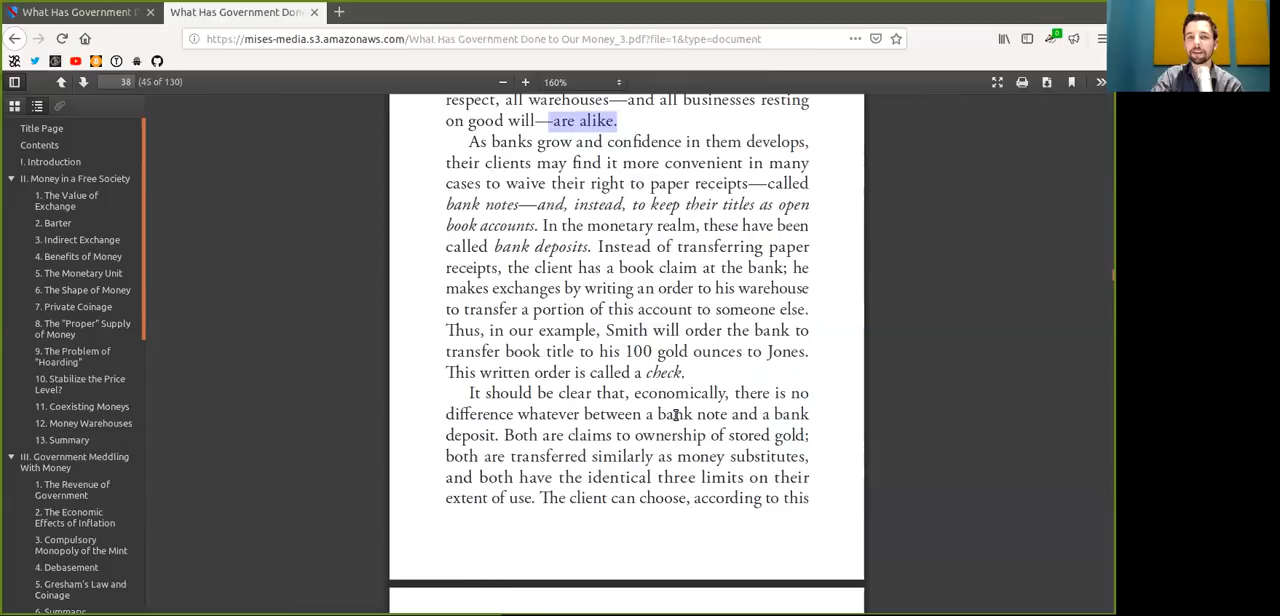 What Has Government D
What Has Government Don
https://mises-media.s3.amazonaws.com/What Has Government Done to Our Money_3.pdf?file=1&type=document
0
38 (45 of 130)
160%
Title Page
Contents
I. Introduction
II. Money in a Free Society
1. The Value of
Exchange
2. Barter
3. Indirect Exchange
4. Benefits of Money
5. The Monetary Unit
6. The Shape of Money
7. Private Coinage
8. The "Proper" Supply
of Money
9. The Problem of
"Hoarding"
10. Stabilize the Price
Level?
11. Coexisting Moneys
12. Money Warehouses
13. Summary
III. Government Meddling
With Money
1. The Revenue of
Government
2. The Economic
Effects of Inflation
3. Compulsory
Monopoly of the Mint
4. Debasement
5. Gresham's Law and
Coinage
6. Summary
respect, all warehouses—and all businesses resting
on good will—are alike.
As banks grow and confidence in them develops,
their clients may find it more convenient in many
cases to waive their right to paper receipts—called
bank notes—and, instead, to keep their titles as open
book accounts. In the monetary realm, these have been
called bank deposits. Instead of transferring paper
receipts, the client has a book claim at the bank; he
makes exchanges by writing an order to his warehouse
to transfer a portion of this account to someone else.
Thus, in our example, Smith will order the bank to
transfer book title to his 100 gold ounces to Jones.
This written order is called a check.
It should be clear that, economically, there is no
difference whatever between a bank note and a bank
deposit. Both are claims to ownership of stored gold;
both are transferred similarly as money substitutes,
and both have the identical three limits on their
extent of use. The client can choose, according to this